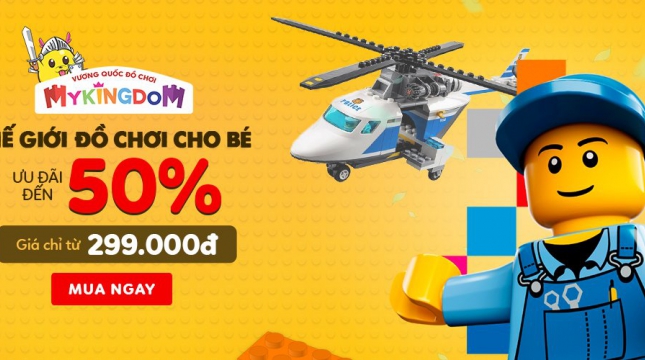 VƯƠNG QUỐC ĐỒ CHƠI
MYKINGDOM
GIỚI ĐỒ CHƠI CHO BÉ
ƯU ĐÃI
ĐẾN 50%
Giá chỉ từ 299.000đ
MUA NGAY
POLICE